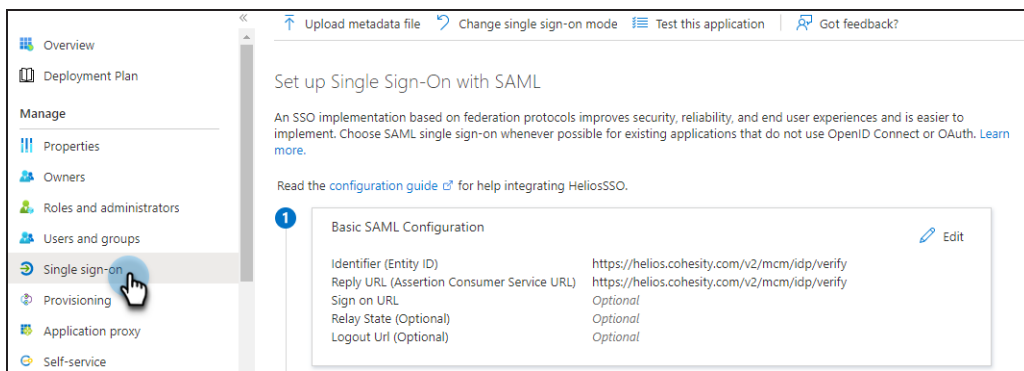 Overview
Deployment Plan
Manage
Properties
Owners
Roles and administrators
Users and groups
Single sign-on
Provisioning
Application proxy
Self-service
Upload metadata file
Change single sign-on mode
Test this application
Got feedback?
Set up Single Sign-On with SAML
An SSO implementation based on federation protocols improves security, reliability, and end user experiences and is easier to
implement. Choose SAML single sign-on whenever possible for existing applications that do not use OpenID Connect or OAuth. Learn
more.
Read the configuration guide for help integrating HeliosSSO.
1
Basic SAML Configuration
Edit
Identifier (Entity ID) https://helios.cohesity.com/v2/mcm/idp/verify
Reply URL (Assertion Consumer Service URL) https://helios.cohesity.com/v2/mcm/idp/verify
Sign on URL Optional
Relay State (Optional) Optional
Logout Url (Optional) Optional